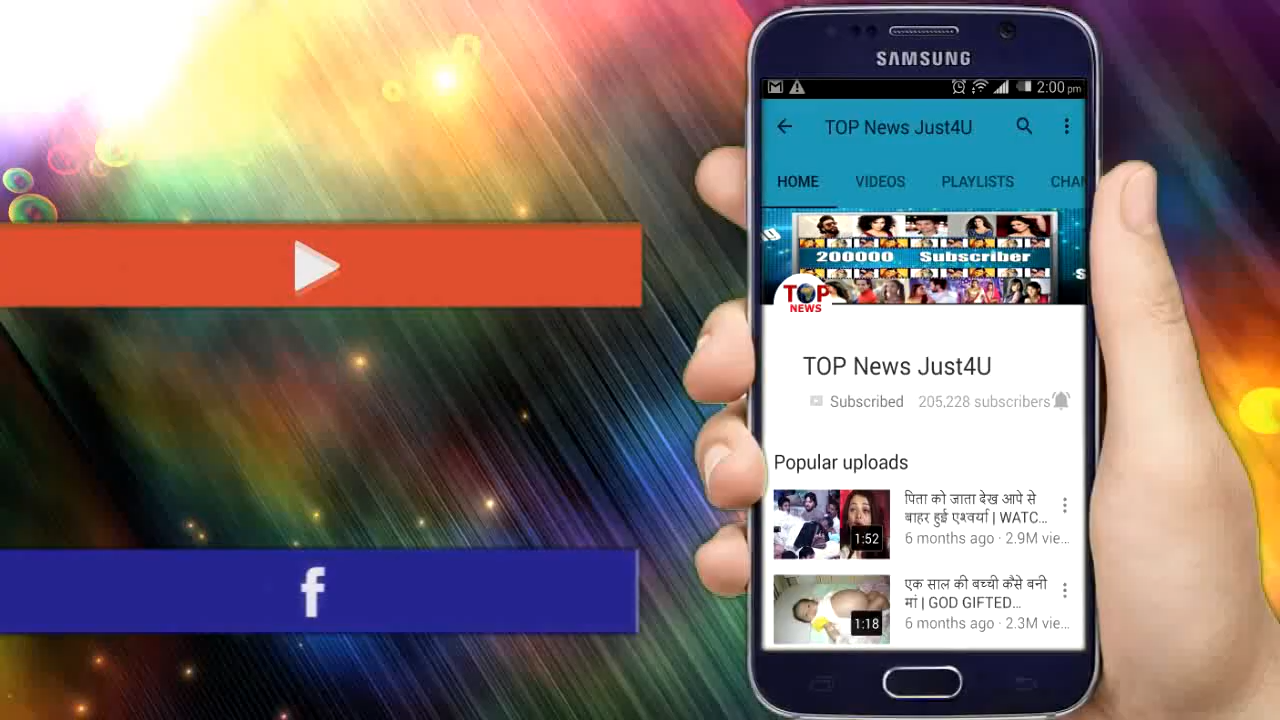 SAMSUNG
2:00 pm
TOP News Just4U
HOME VIDEOS PLAYLISTS CHAN
200000 Subscriber
TOP
NEWS
TOP News Just4U
Subscribed 205,228 subscribers
Popular uploads
पिता को जाता देख आपे से
बाहर हुई एश्वर्या | WATC...
6 months ago · 2.9M vie...
1:52
एक साल की बच्ची कैसे बनी
मां | GOD GIFTED...
6 months ago · 2.3M vie...
1:18
f